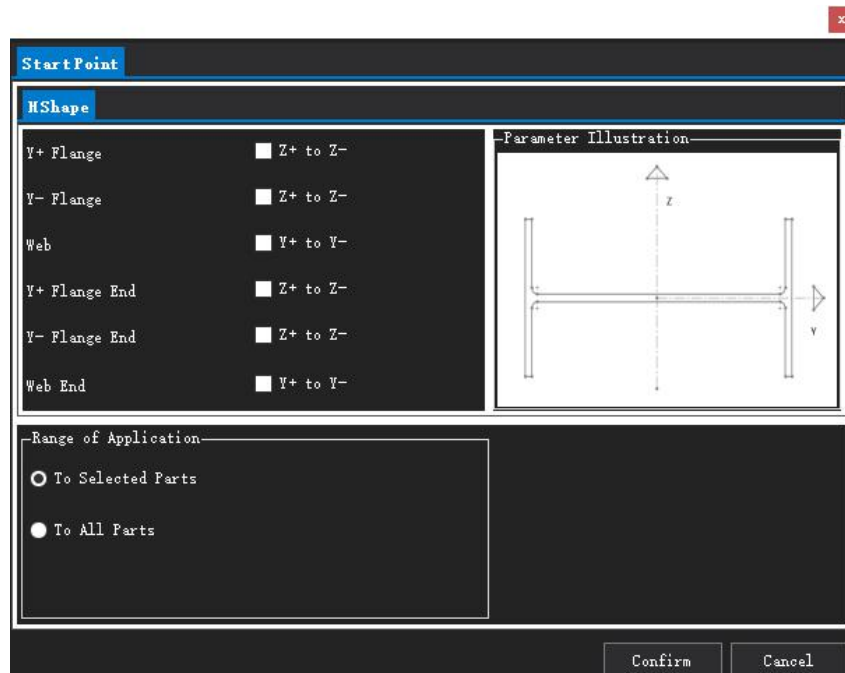 x
StartPoint
HShape
Y+ Flange
Z+ to Z-
Y- Flange
Z+ to Z-
Web
Y+ to Y-
Y+ Flange End
Z+ to Z-
Y- Flange End
Z+ to Z-
Web End
Y+ to Y-
Parameter Illustration
Z
Y
Range of Application
To Selected Parts
To All Parts
Confirm
Cancel